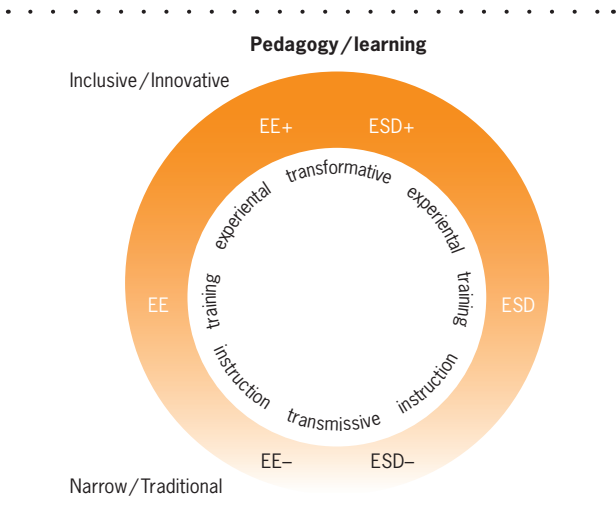 Pedagogy/learning
Inclusive/Innovative
EE+ ESD+
transformative
experiental experiental
training training
EE ESD
instruction instruction
transmissive
EE– ESD–
Narrow/Traditional